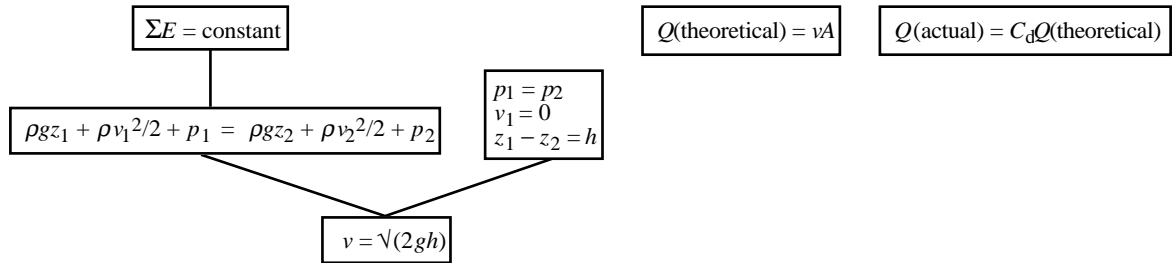 ΣE = constant
Q(theoretical) = vA
Q(actual) = C_dQ(theoretical)
p₁ = p₂
v₁ = 0
z₁ − z₂ = h
ρgz₁ + ρv₁²/2 + p₁ = ρgz₂ + ρv₂²/2 + p₂
v = √(2gh)